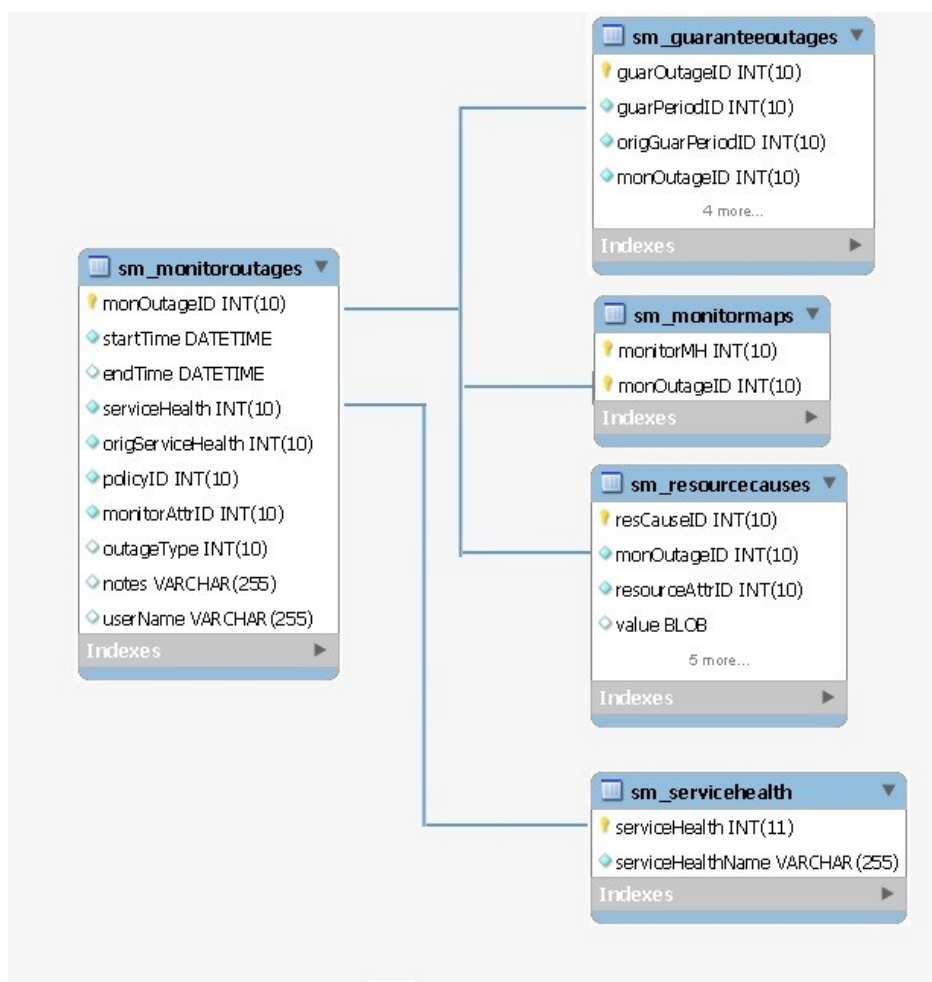 sm_guaranteeoutages
guarOutageID INT(10)
guarPeriodID INT(10)
origGuarPeriodID INT(10)
monOutageID INT(10)
4 more...
Indexes
sm_monitoroutages
monOutageID INT(10)
startTime DATETIME
endTime DATETIME
serviceHealth INT(10)
origServiceHealth INT(10)
policyID INT(10)
monitorAttrID INT(10)
outageType INT(10)
notes VARCHAR(255)
userName VARCHAR(255)
Indexes
sm_monitormaps
monitorMH INT(10)
monOutageID INT(10)
Indexes
sm_resourcecauses
resCauseID INT(10)
monOutageID INT(10)
resourceAttrID INT(10)
value BLOB
5 more...
Indexes
sm_servicehealth
serviceHealth INT(11)
serviceHealthName VARCHAR(255)
Indexes